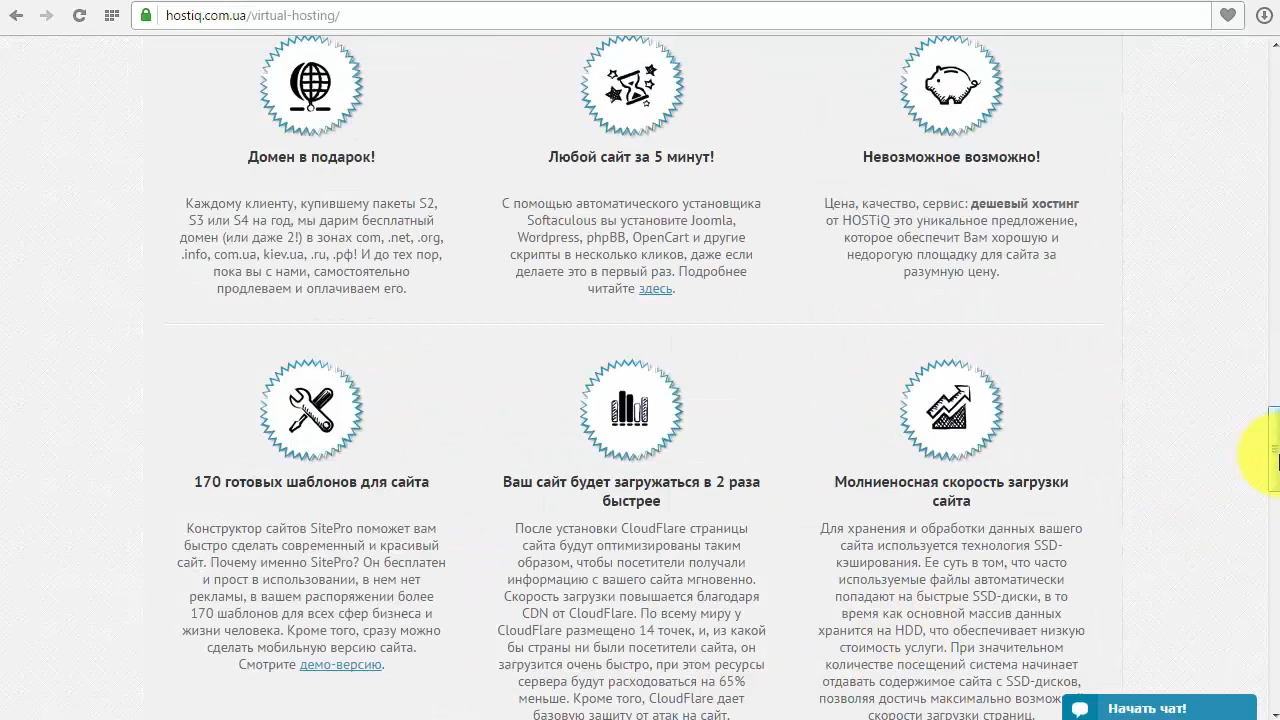 hostiq.com.ua/virtual-hosting/
Домен в подарок!
Каждому клиенту, купившему пакеты S2,
S3 или S4 на год, мы дарим бесплатный
домен (или даже 2!) в зонах com, .net, .org,
.info, com.ua, kiev.ua, .ru, .рф! И до тех пор,
пока вы с нами, самостоятельно
продлеваем и оплачиваем его.
Любой сайт за 5 минут!
С помощью автоматического установщика
Softaculous вы установите Joomla,
Wordpress, phpBB, OpenCart и другие
скрипты в несколько кликов, даже если
делаете это в первый раз. Подробнее
читайте здесь.
Невозможное возможно!
Цена, качество, сервис: дешевый хостинг
от HOSTiQ это уникальное предложение,
которое обеспечит Вам хорошую и
недорогую площадку для сайта за
разумную цену.
170 готовых шаблонов для сайта
Конструктор сайтов SitePro поможет вам
быстро сделать современный и красивый
сайт. Почему именно SitePro? Он бесплатен
и прост в использовании, в нем нет
рекламы, в вашем распоряжении более
170 шаблонов для всех сфер бизнеса и
жизни человека. Кроме того, сразу можно
сделать мобильную версию сайта.
Смотрите демо-версию.
Ваш сайт будет загружаться в 2 раза
быстрее
После установки CloudFlare страницы
сайта будут оптимизированы таким
образом, чтобы посетители получали
информацию с вашего сайта мгновенно.
Скорость загрузки повышается благодаря
CDN от CloudFlare. По всему миру у
CloudFlare размещено 14 точек, и, из какой
бы страны ни были посетители сайта, он
загрузится очень быстро, при этом ресурсы
сервера будут расходоваться на 65%
меньше. Кроме того, CloudFlare дает
базовую защиту от атак на сайт.
Молниеносная скорость загрузки
сайта
Для хранения и обработки данных вашего
сайта используется технология SSD-
кэширования. Ее суть в том, что часто
используемые файлы автоматически
попадают на быстрые SSD-диски, в то
время как основной массив данных
хранится на HDD, что обеспечивает низкую
стоимость услуги. При значительном
количестве посещений система начинает
отдавать содержимое сайта с SSD-дисков,
позволяя достичь максимально
скорости загрузки страниц.
Начать чат!